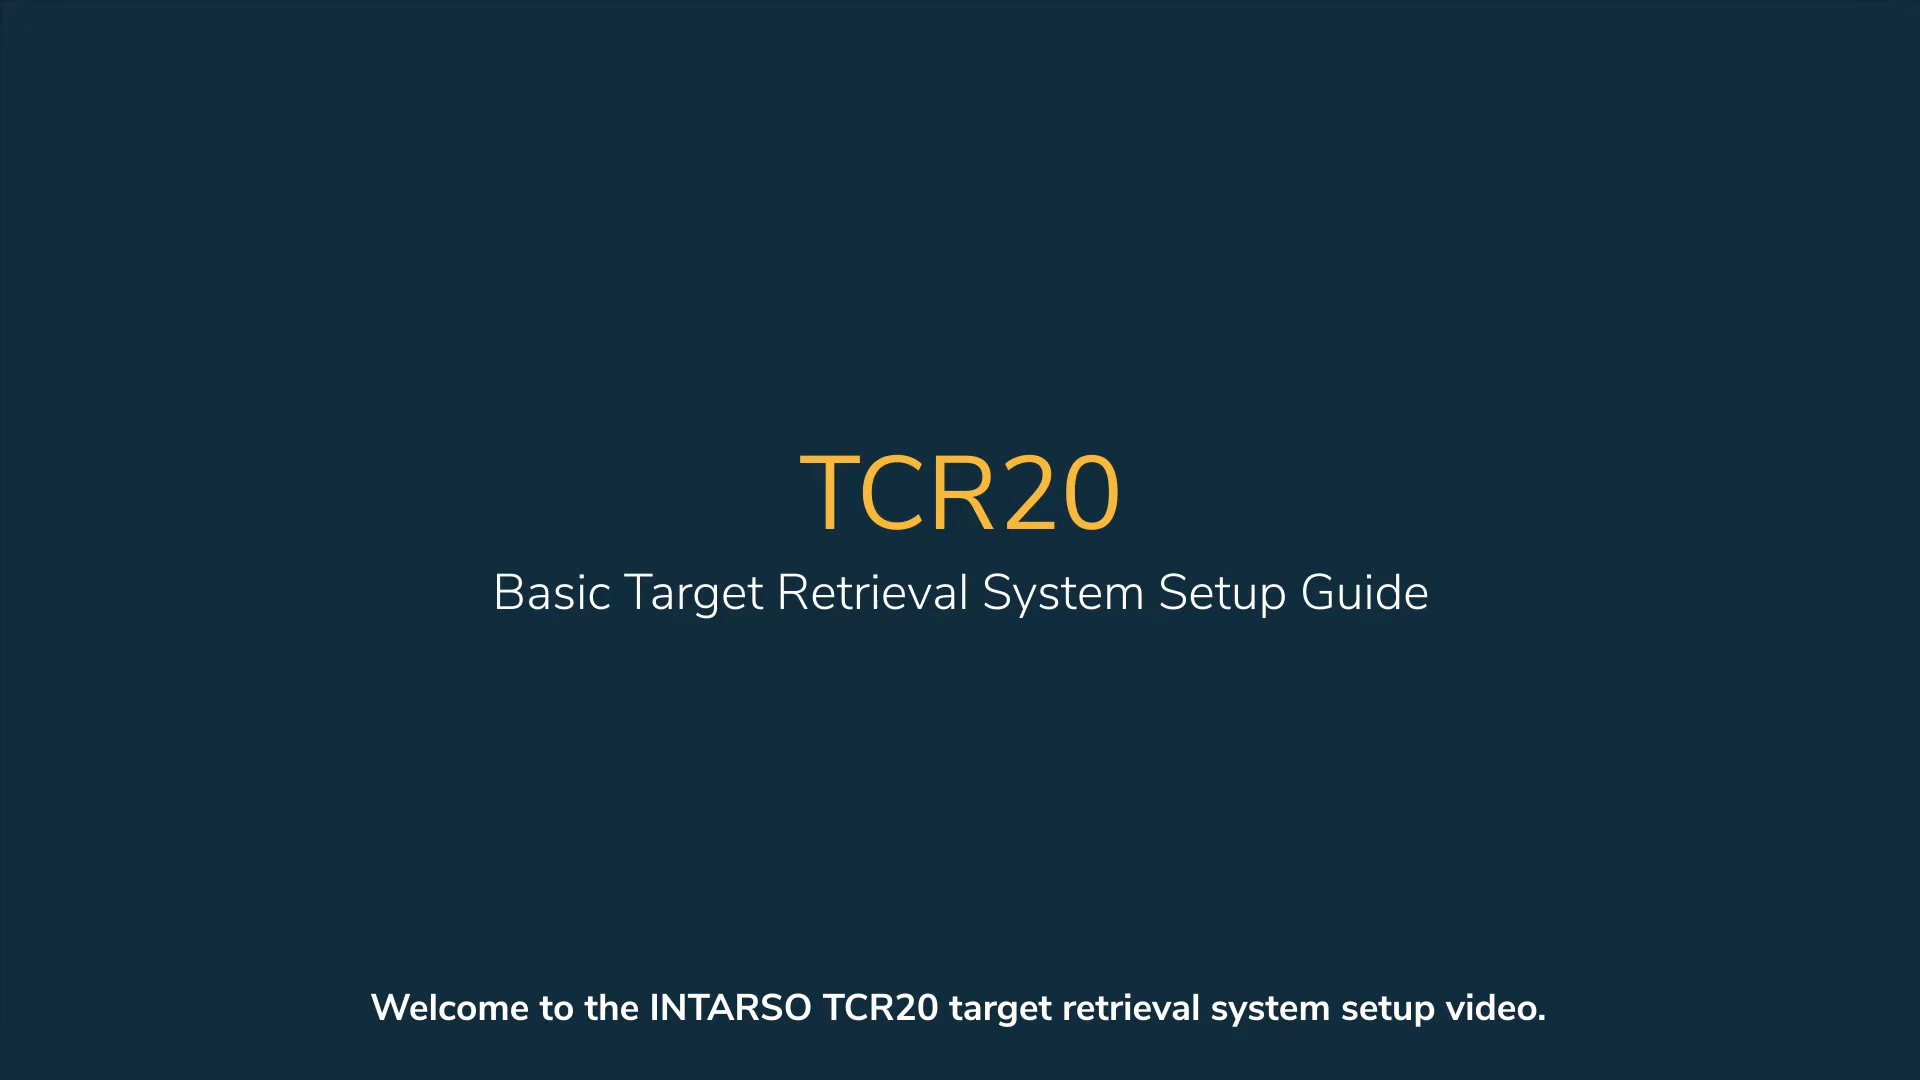 TCR20
Basic Target Retrieval System Setup Guide
Welcome to the INTARSO TCR20 target retrieval system setup video.